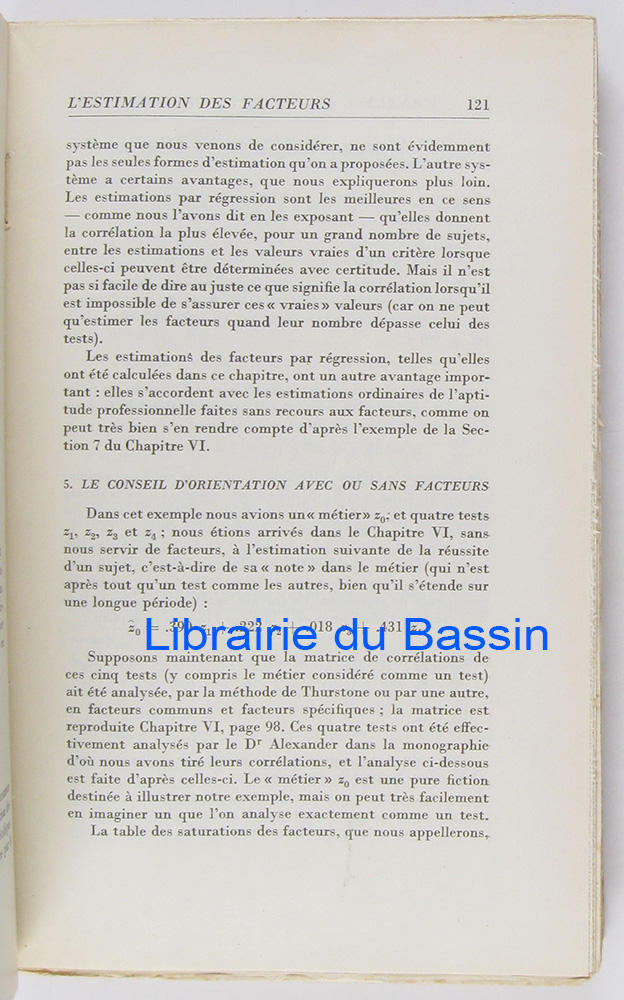 L'ESTIMATION DES FACTEURS 121
système que nous venons de considérer, ne sont évidemment
pas les seules formes d'estimation qu'on a proposées. L'autre sys-
tème a certains avantages, que nous expliquerons plus loin.
Les estimations par régression sont les meilleures en ce sens
— comme nous l'avons dit en les exposant — qu'elles donnent
la corrélation la plus élevée, pour un grand nombre de sujets,
entre les estimations et les valeurs vraies d'un critère lorsque
celles-ci peuvent être déterminées avec certitude. Mais il n'est
pas si facile de dire au juste ce que signifie la corrélation lorsqu'il
est impossible de s'assurer ces « vraies » valeurs (car on ne peut
qu'estimer les facteurs quand leur nombre dépasse celui des
tests).
Les estimations des facteurs par régression, telles qu'elles
ont été calculées dans ce chapitre, ont un autre avantage impor-
tant : elles s'accordent avec les estimations ordinaires de l'apti-
tude professionnelle faites sans recours aux facteurs, comme on
peut très bien s'en rendre compte d'après l'exemple de la Sec-
tion 7 du Chapitre VI.
5. LE CONSEIL D'ORIENTATION AVEC OU SANS FACTEURS
Dans cet exemple nous avions un « métier » z₀, et quatre tests
z₁, z₂, z₃ et z₄ ; nous étions arrivés dans le Chapitre VI, sans
nous servir de facteurs, à l'estimation suivante de la réussite
d'un sujet, c'est-à-dire de sa « note » dans le métier (qui n'est
après tout qu'un test comme les autres, bien qu'il s'étende sur
une longue période) :
ẑ₀ = .390 z₁ + .222 z₂ + .018 z₃ + .431 z₄
Librairie du Bassin
Supposons maintenant que la matrice de corrélations de
ces cinq tests (y compris le métier considéré comme un test)
ait été analysée, par la méthode de Thurstone ou par une autre,
en facteurs communs et facteurs spécifiques ; la matrice est
reproduite Chapitre VI, page 98. Ces quatre tests ont été effec-
tivement analysés par le Dʳ Alexander dans la monographie
d'où nous avons tiré leurs corrélations, et l'analyse ci-dessous
est faite d'après celles-ci. Le « métier » z₀ est une pure fiction
destinée à illustrer notre exemple, mais on peut très facilement
en imaginer un que l'on analyse exactement comme un test.
La table des saturations des facteurs, que nous appellerons,